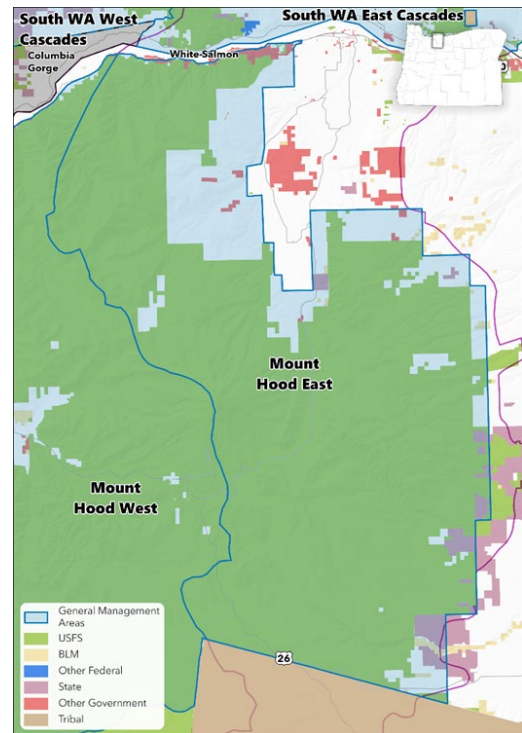 South WA West
Cascades
Columbia
Gorge
South WA East Cascades
White-Salmon
Mount
Hood East
Mount
Hood West
26
General Management
Areas
USFS
BLM
Other Federal
State
Other Government
Tribal